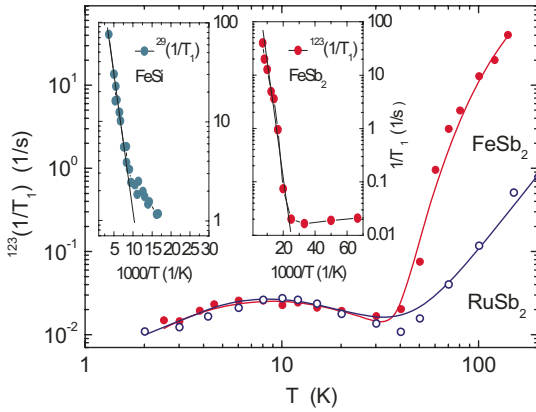 ²⁹(1/T₁)
FeSi
100
10
1
5 10 15 20 25 30
1000/T (1/K)
¹²³(1/T₁)
FeSb₂
100
10
1
0.1
0.01
20 40 60
1000/T (1/K)
1/T₁ (1/s)
10¹
10⁰
10⁻¹
10⁻²
¹²³(1/T₁) (1/s)
FeSb₂
RuSb₂
1 10 100
T (K)